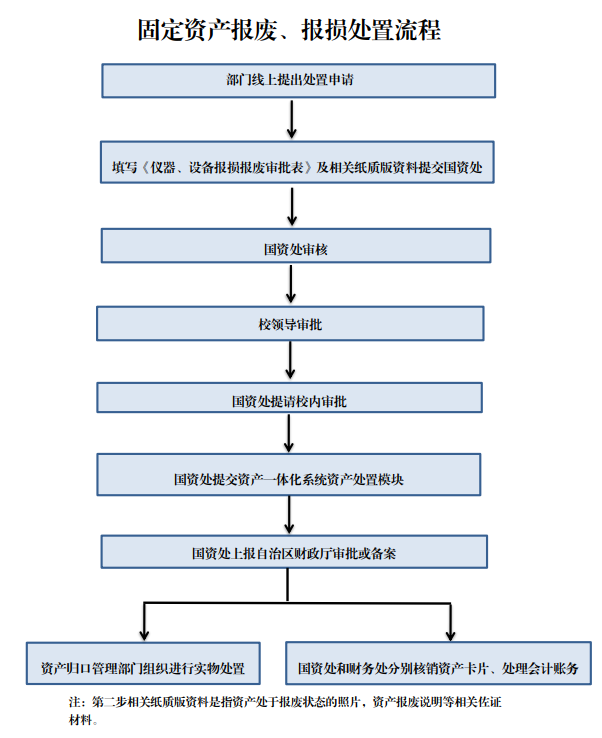 固定资产报废、报损处置流程
部门线上提出处置申请
填写《仪器、设备报损报废审批表》及相关纸质版资料提交国资处
国资处审核
校领导审批
国资处提请校内审批
国资处提交资产一体化系统资产处置模块
国资处上报自治区财政厅审批或备案
资产归口管理部门组织进行实物处置
国资处和财务处分别核销资产卡片、处理会计账务
注：第二步相关纸质版资料是指资产处于报废状态的照片，资产报废说明等相关佐证
材料。